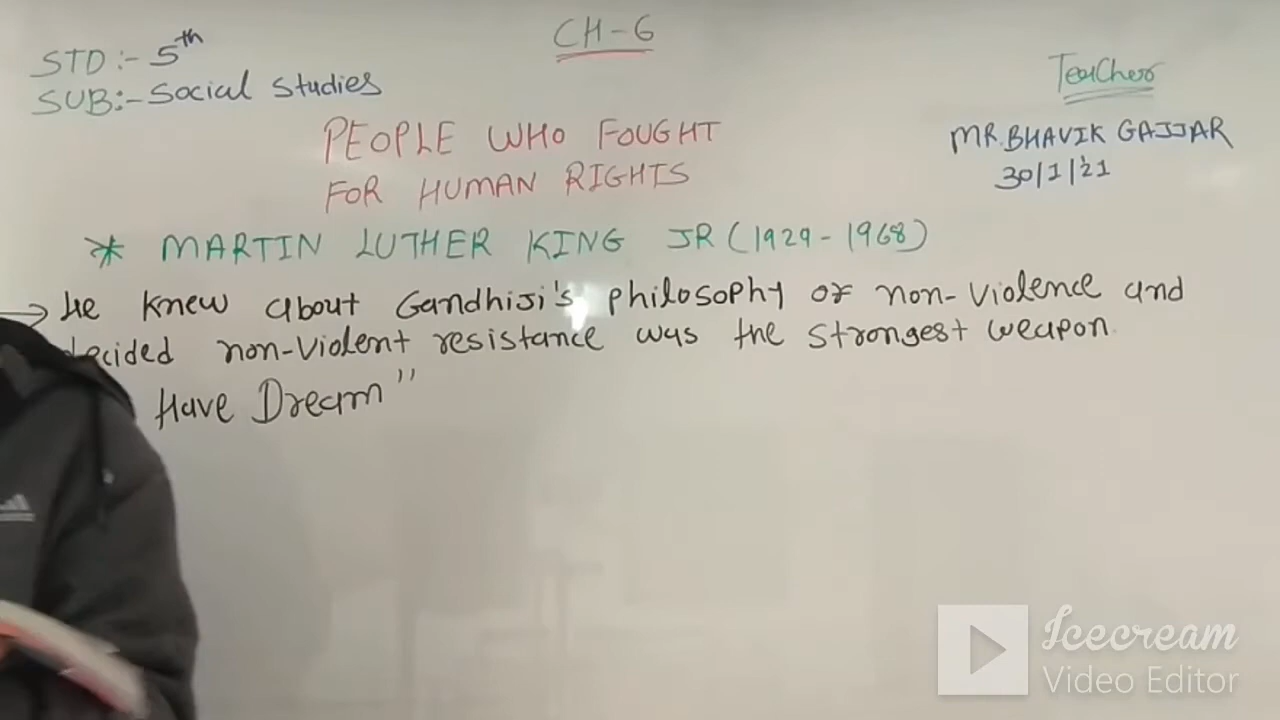 CH-6
STD:- 5th
SUB:- Social Studies
Teacher
MR. BHAVIK GAJJAR
30/1/21
PEOPLE WHO FOUGHT
FOR HUMAN RIGHTS
* MARTIN LUTHER KING JR (1929-1968)
→ He knew about Gandhiji's philosophy of non-violence and
decided non-violent resistance was the strongest weapon.
Have Dream"
Icecream
Video Editor